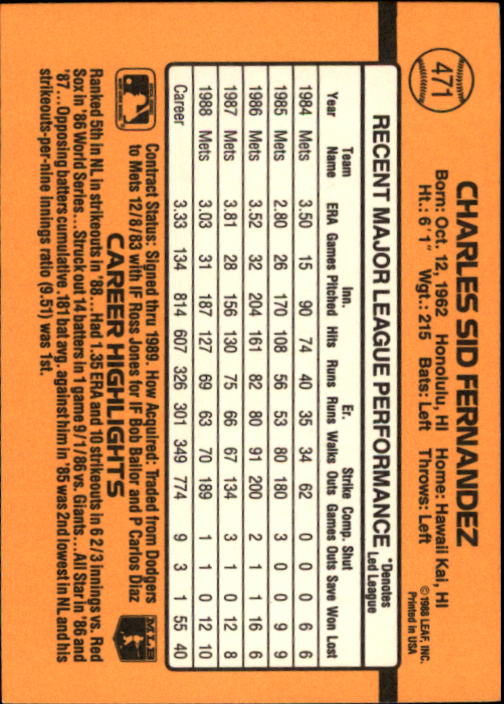 471
CHARLES SID FERNANDEZ
Born: Oct. 12, 1962 Honolulu, HI Home: Hawaii Kai, HI
Ht.: 6'1" Wgt.: 215 Bats: Left Throws: Left
© 1988 LEAF, INC.
Printed in USA
RECENT MAJOR LEAGUE PERFORMANCE *Denotes Led League
Year Team Name ERA Games Inn. Pitched Hits Runs Er. Runs Walks Strike Outs Comp. Games Shut Outs Save Won Lost
1984 Mets 3.50 15 90 74 40 35 34 62 0 0 0 6 6
1985 Mets 2.80 26 170 108 56 53 80 180 3 0 0 9 9
1986 Mets 3.52 32 204 161 82 80 91 200 2 1 1 16 6
1987 Mets 3.81 28 156 130 75 66 67 134 3 1 0 12 8
1988 Mets 3.03 31 187 127 69 63 70 189 1 1 0 12 10
Career 3.33 134 814 607 326 301 349 774 9 3 1 55 40
Contract Status: Signed thru 1989. How Acquired: Traded from Dodgers
to Mets 12/8/83 with IF Ross Jones for IF Bob Bailor and P Carlos Diaz
MLB
CAREER HIGHLIGHTS
Ranked 5th in NL in strikeouts in '88...Had 1.35 ERA and 10 strikeouts in 6 2/3 innings vs. Red
Sox in '86 World Series...Struck out 14 batters in 1 game 9/1/86 vs. Giants...All Star in '86 and
'87...Opposing batters cumulative .181 bat avg. against him in '85 was 2nd lowest in NL and his
strikeouts-per-nine innings ratio (9.51) was 1st.